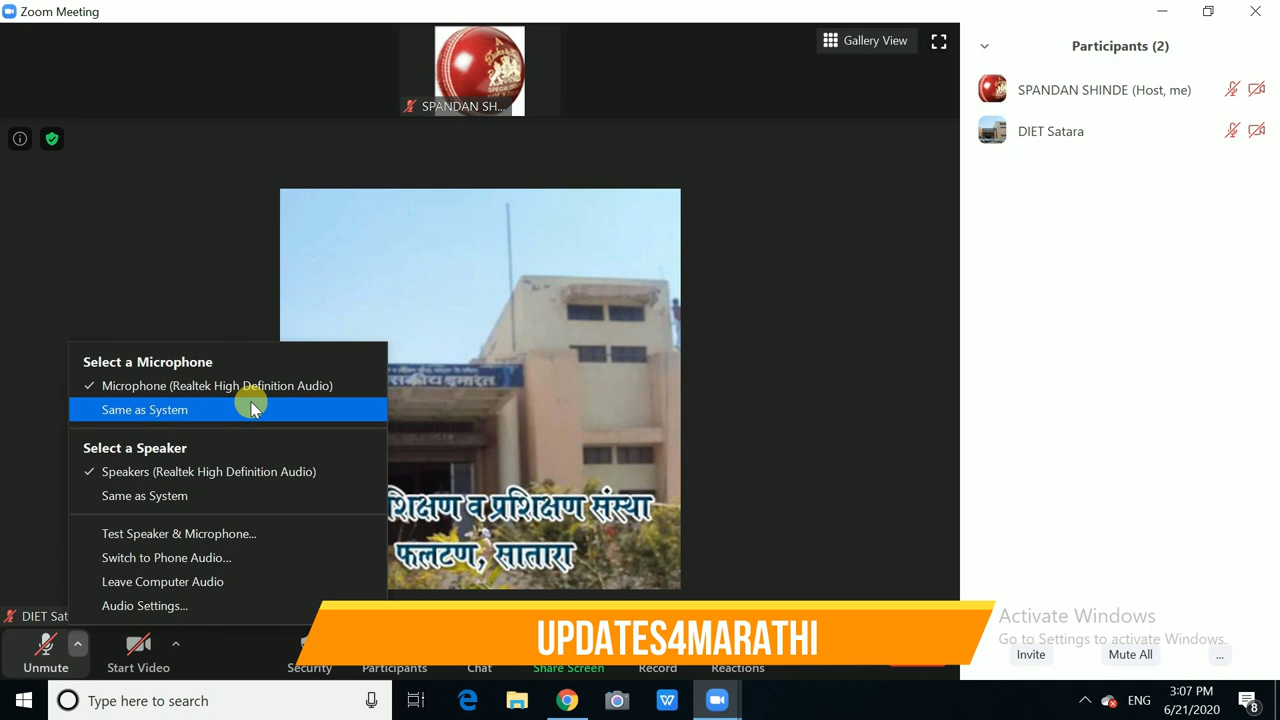 Zoom Meeting
Gallery View
SPANDAN SH...
Participants (2)
SPANDAN SHINDE (Host, me)
DIET Satara
Select a Microphone
Microphone (Realtek High Definition Audio)
Same as System
Select a Speaker
Speakers (Realtek High Definition Audio)
Same as System
Test Speaker & Microphone...
Switch to Phone Audio...
Leave Computer Audio
Audio Settings...
शिक्षण व प्रशिक्षण संस्था
फलटण, सातारा
DIET Sat
UPDATES4MARATHI
Unmute
Start Video
Security
Participants
Chat
Share Screen
Record
Reactions
Activate Windows
Go to Settings to activate Windows.
Invite
Mute All
...
Type here to search
ENG
3:07 PM
6/21/2020
8